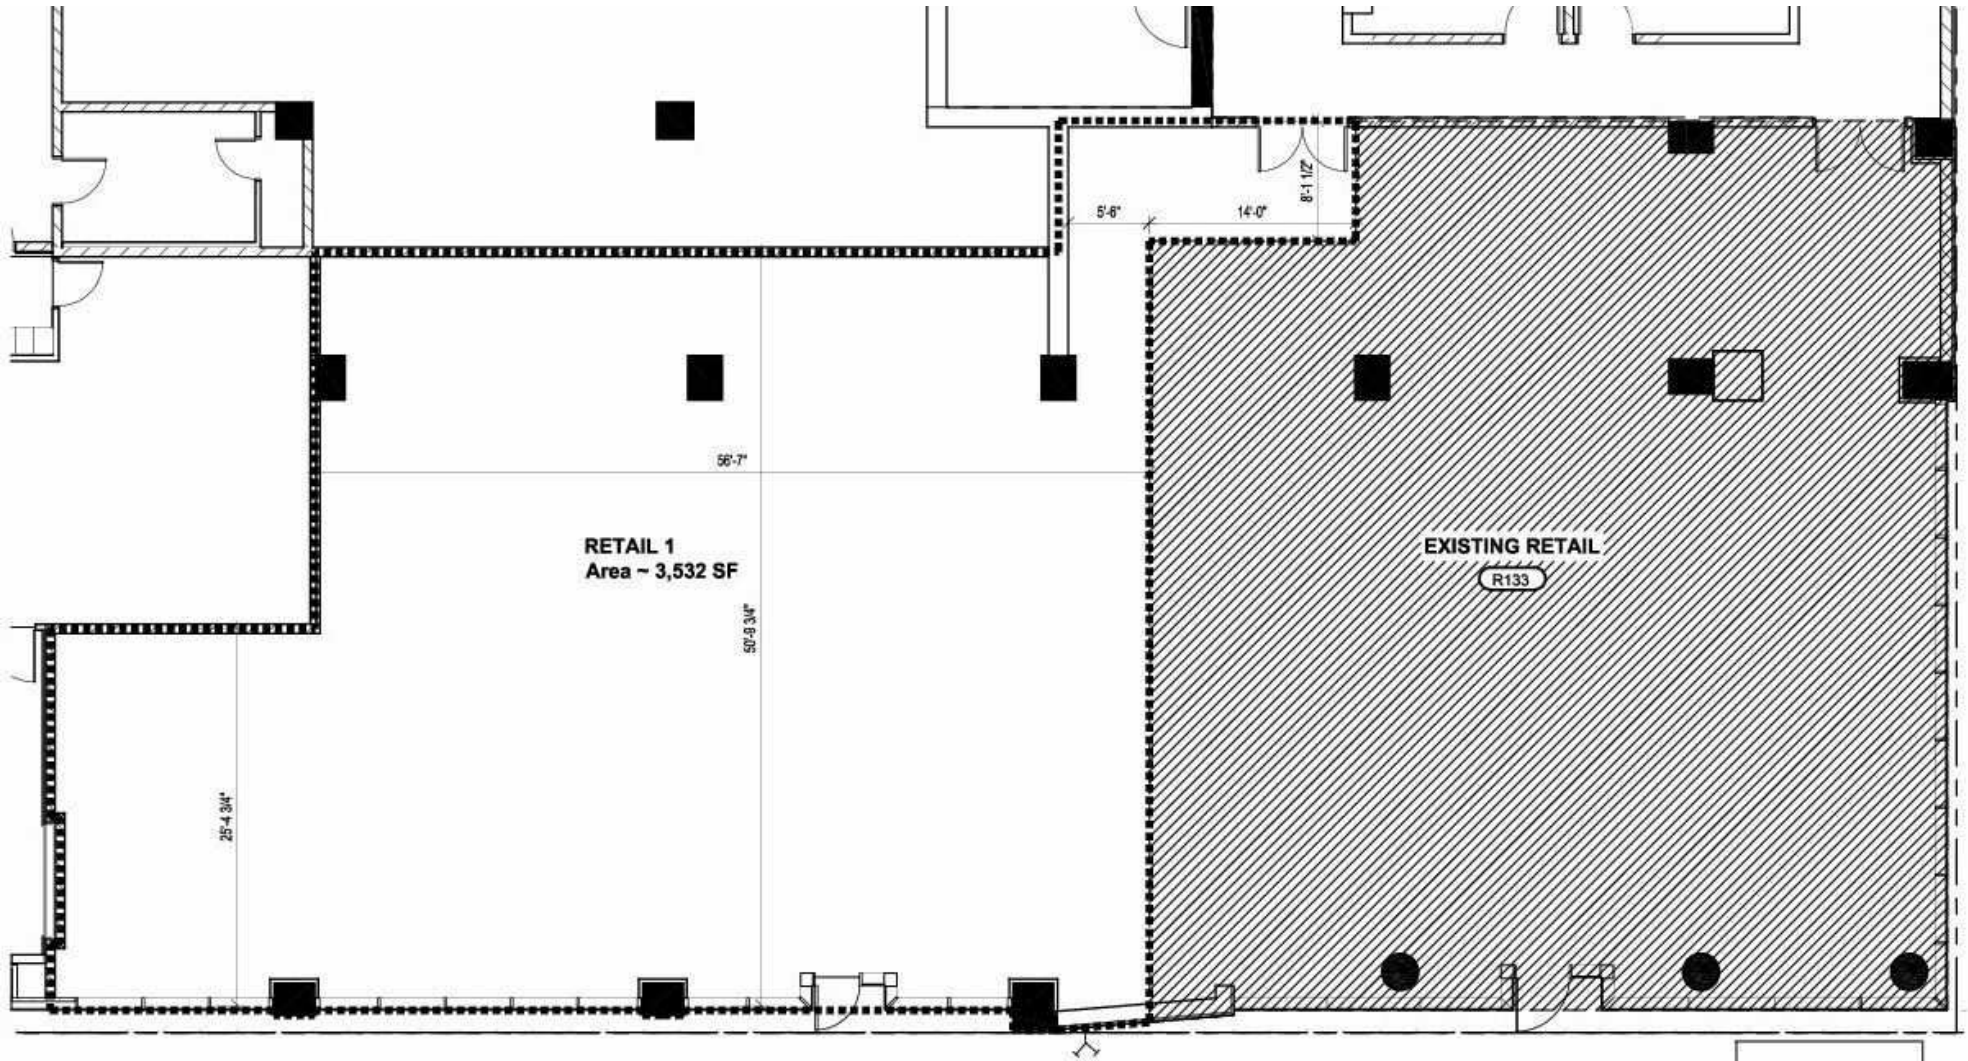 8'-1 1/2"
5'-6"
14'-0"
56'-7"
RETAIL 1
Area ~ 3,532 SF
EXISTING RETAIL
R133
50'-9 3/4"
25'-4 3/4"